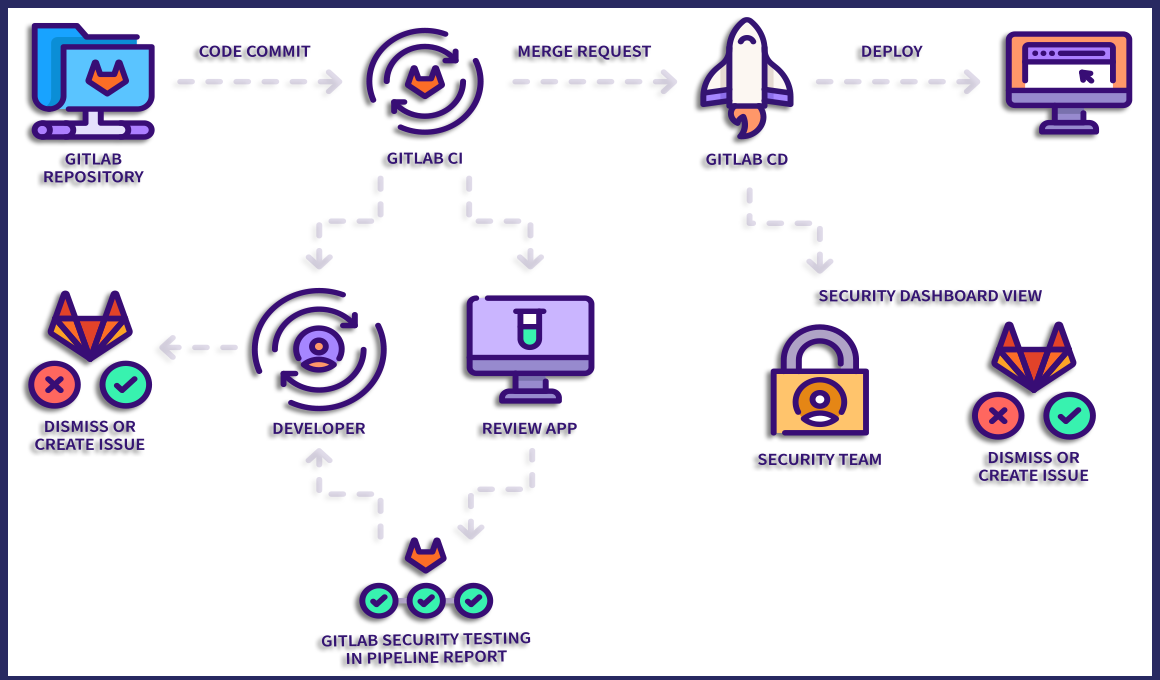 CODE COMMIT
MERGE REQUEST
DEPLOY
GITLAB
REPOSITORY
GITLAB CI
GITLAB CD
SECURITY DASHBOARD VIEW
DISMISS OR
CREATE ISSUE
DEVELOPER
REVIEW APP
SECURITY TEAM
DISMISS OR
CREATE ISSUE
GITLAB SECURITY TESTING
IN PIPELINE REPORT